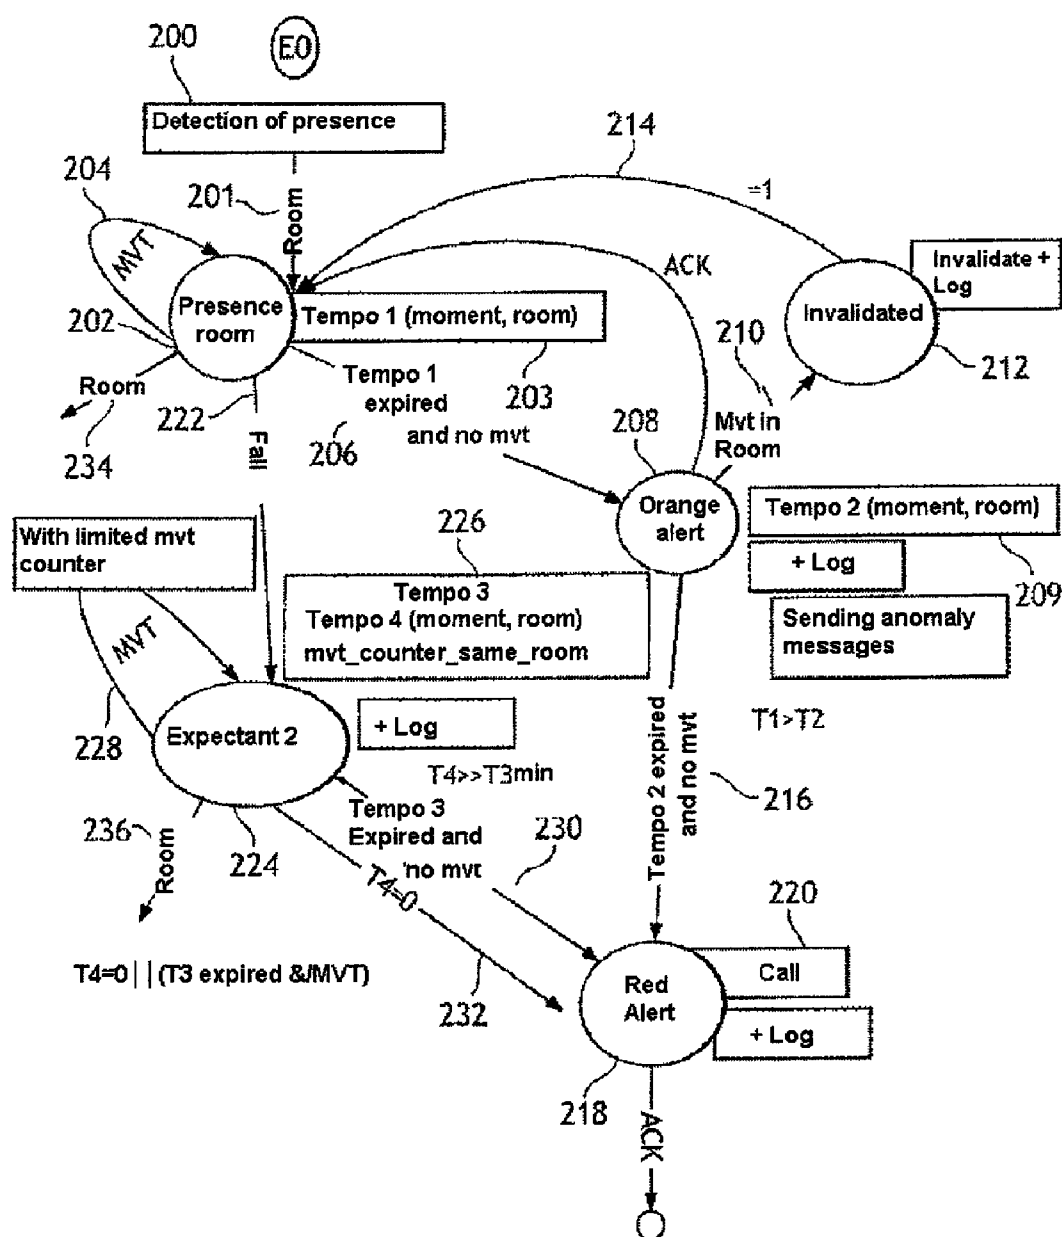 200
E0
Detection of presence
214
204
201
Room
=1
MVT
ACK
Invalidate +
Log
Presence
room
Tempo 1 (moment, room)
Invalidated
202
210
212
Room
222
Tempo 1
expired
and no mvt
203
208
Mvt in
Room
234
Fall
206
Orange
alert
Tempo 2 (moment, room)
With limited mvt
counter
226
+ Log
209
Tempo 3
Tempo 4 (moment, room)
mvt_counter_same_room
Sending anomaly
messages
MVT
228
Expectant 2
+ Log
T1>T2
T4>>T3min
Tempo 2 expired
and no mvt
216
Tempo 3
Expired and
no mvt
236
Room
224
230
T4=0
220
T4=0||(T3 expired &/MVT)
232
Red
Alert
Call
+ Log
218
ACK